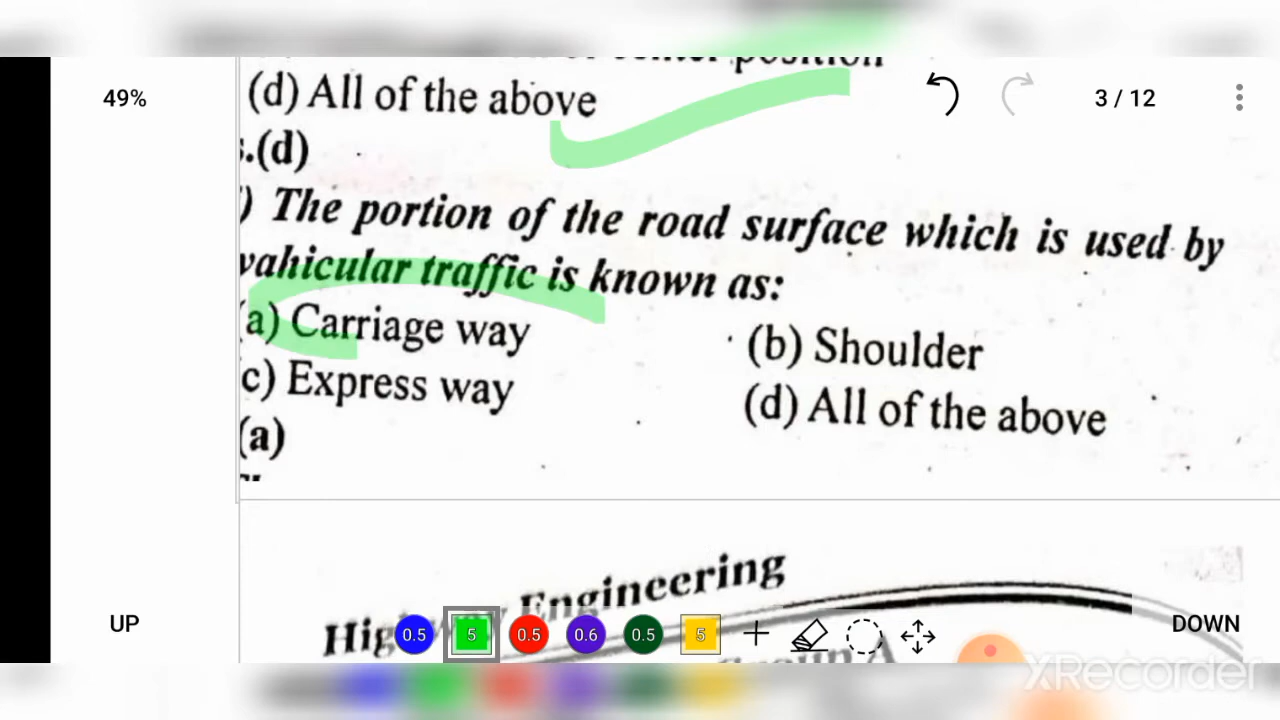 position
49%
(d) All of the above
3 / 12
.(d)
) The portion of the road surface which is used by
vahicular traffic is known as:
(a) Carriage way
(b) Shoulder
c) Express way
(d) All of the above
(a)
Highway Engineering
UP
0.5 5 0.5 0.6 0.5 5
DOWN
XRecorder